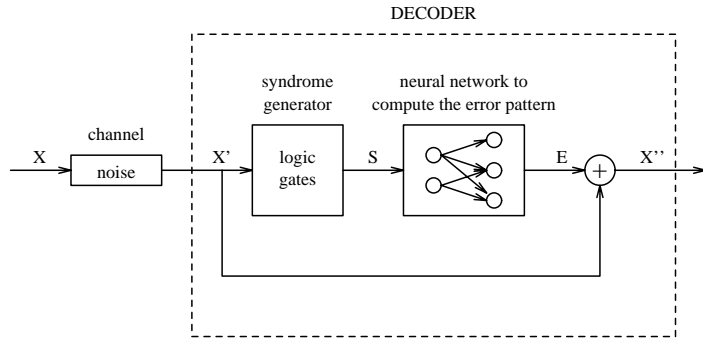 DECODER
syndrome
generator
neural network to
compute the error pattern
channel
X
noise
X'
logic
gates
S
E
+
X''